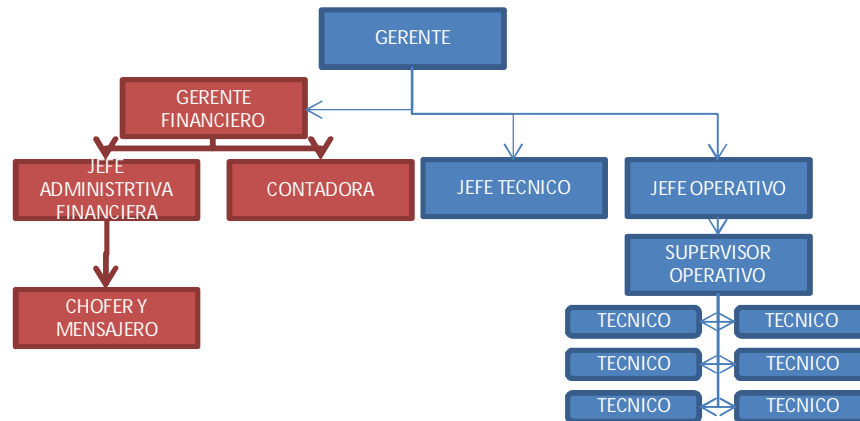 GERENTE
GERENTE
FINANCIERO
JEFE
ADMINISTRTIVA
FINANCIERA
CONTADORA
JEFE TECNICO
JEFE OPERATIVO
SUPERVISOR
OPERATIVO
CHOFER Y
MENSAJERO
TECNICO
TECNICO
TECNICO
TECNICO
TECNICO
TECNICO